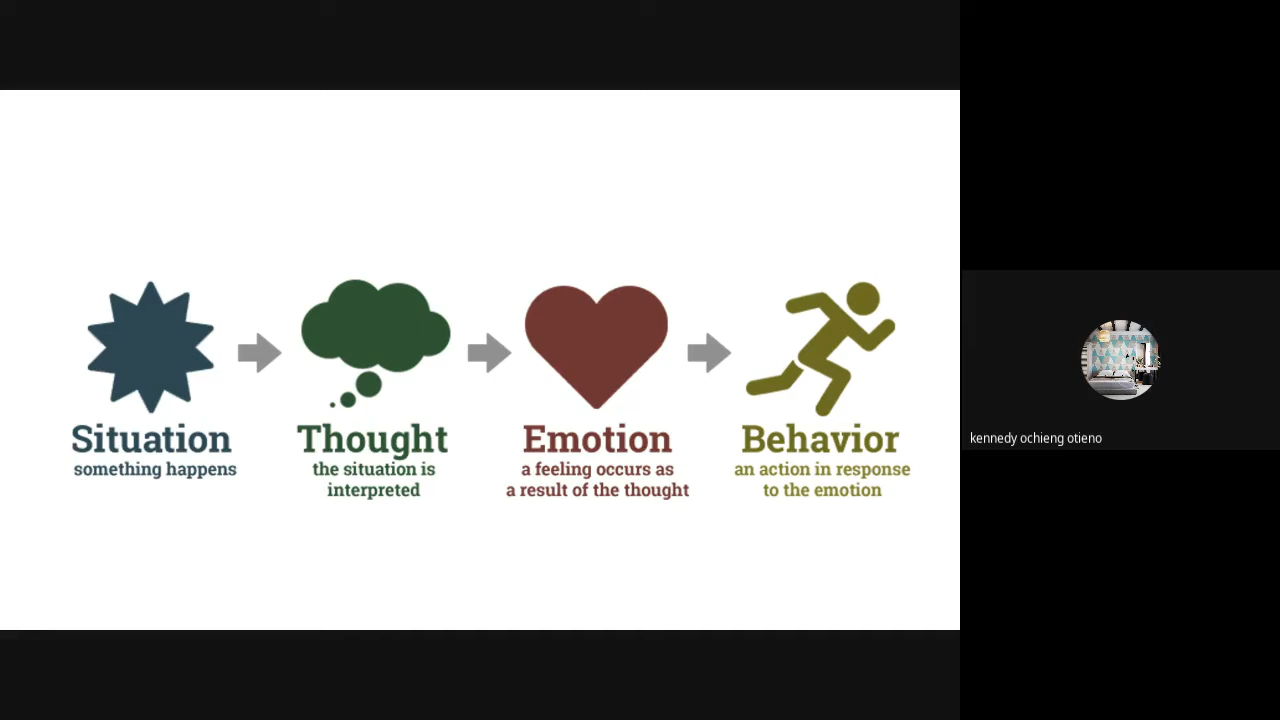 Situation
something happens
Thought
the situation is
interpreted
Emotion
a feeling occurs as
a result of the thought
Behavior
an action in response
to the emotion
kennedy ochieng otieno